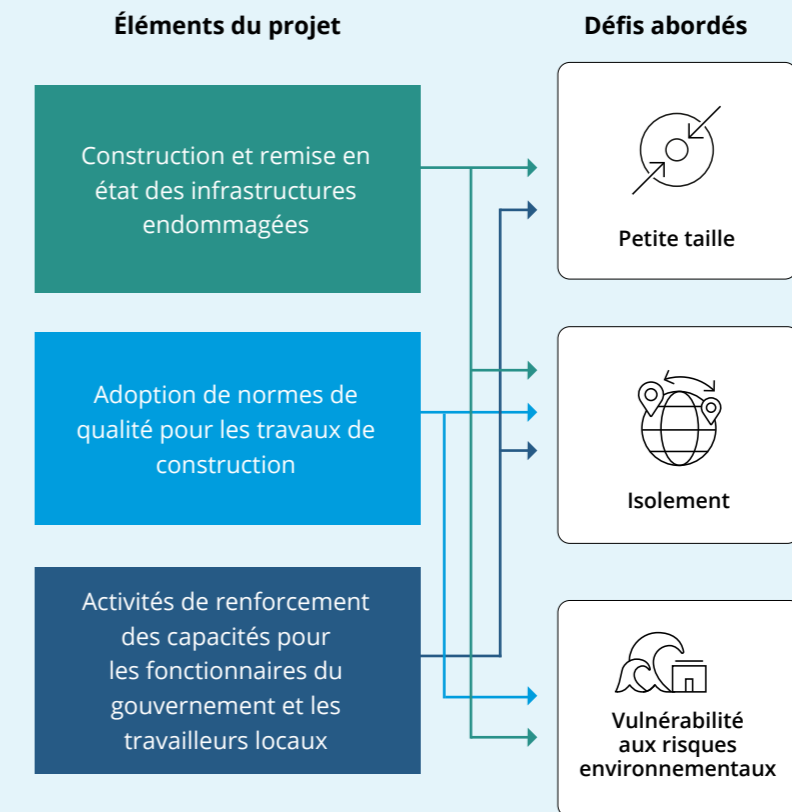 Éléments du projet
Défis abordés
Construction et remise en
état des infrastructures
endommagées
Petite taille
Adoption de normes de
qualité pour les travaux de
construction
Isolement
Activités de renforcement
des capacités pour
les fonctionnaires du
gouvernement et les
travailleurs locaux
Vulnérabilité
aux risques
environnementaux